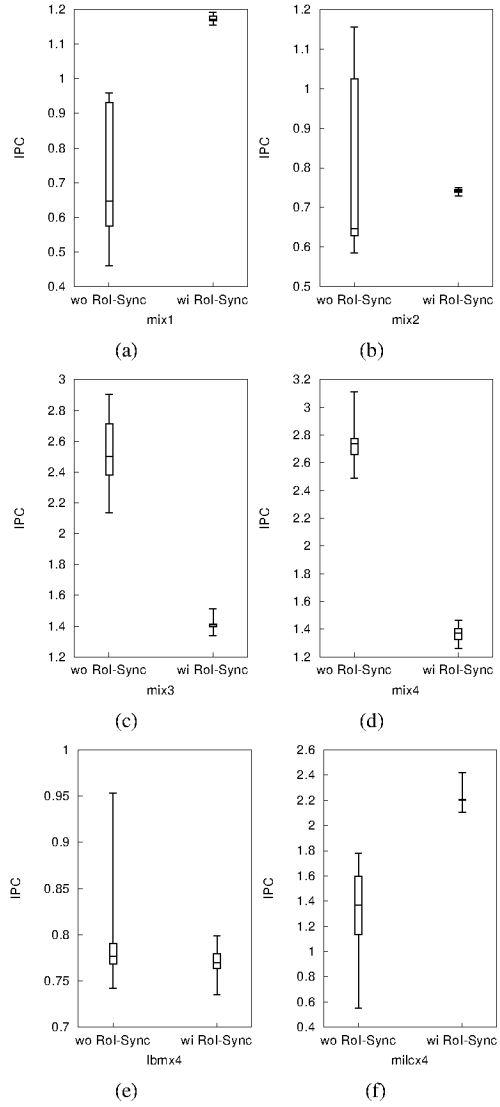 1.2
1.1
1
0.9
0.8
0.7
0.6
0.5
0.4
IPC
wo RoI-Sync wi RoI-Sync
mix1
(a)
1.2
1.1
1
0.9
0.8
0.7
0.6
0.5
IPC
wo RoI-Sync wi RoI-Sync
mix2
(b)
3
2.8
2.6
2.4
2.2
2
1.8
1.6
1.4
1.2
IPC
wo RoI-Sync wi RoI-Sync
mix3
(c)
3.2
3
2.8
2.6
2.4
2.2
2
1.8
1.6
1.4
1.2
IPC
wo RoI-Sync wi RoI-Sync
mix4
(d)
1
0.95
0.9
0.85
0.8
0.75
0.7
IPC
wo RoI-Sync wi RoI-Sync
lbmx4
(e)
2.6
2.4
2.2
2
1.8
1.6
1.4
1.2
1
0.8
0.6
0.4
IPC
wo RoI-Sync wi RoI-Sync
milcx4
(f)